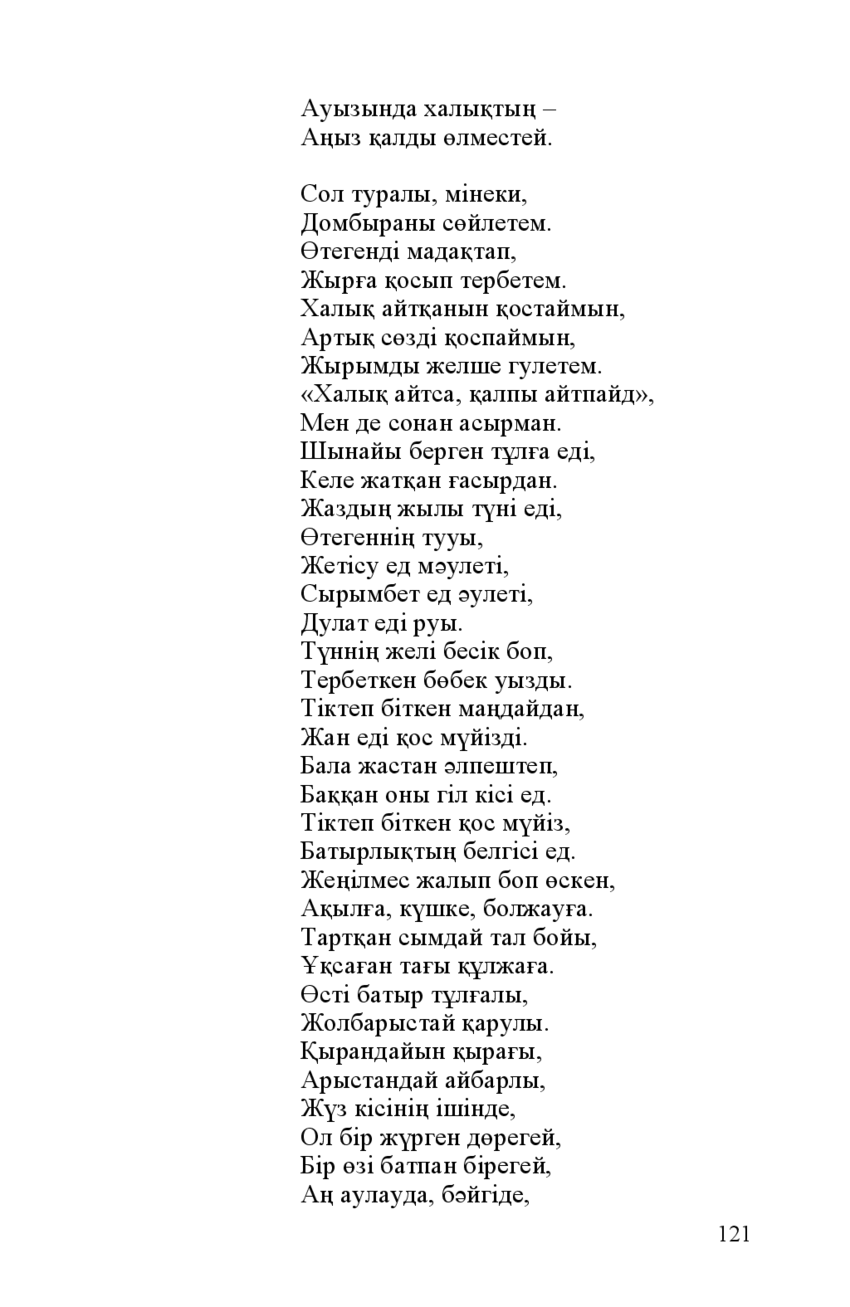 Ауызында халықтың –
Аңыз қалды өлместей.

Сол туралы, мінеки,
Домбыраны сөйлетем.
Өтегенді мадақтап,
Жырға қосып тербетем.
Халық айтқанын қостаймын,
Артық сөзді қоспаймын,
Жырымды желше гулетем.
«Халық айтса, қалпы айтпайд»,
Мен де сонан асырман.
Шынайы берген тұлға еді,
Келе жатқан ғасырдан.
Жаздың жылы түні еді,
Өтегеннің тууы,
Жетісу ед мәулеті,
Сырымбет ед әулеті,
Дулат еді руы.
Түннің желі бесік боп,
Тербеткен бөбек уызды.
Тіктеп біткен маңдайдан,
Жан еді қос мүйізді.
Бала жастан әлпештеп,
Баққан оны гіл кісі ед.
Тіктеп біткен қос мүйіз,
Батырлықтың белгісі ед.
Жеңілмес жалып боп өскен,
Ақылға, күшке, болжауға.
Тартқан сымдай тал бойы,
Ұқсаған тағы құлжаға.
Өсті батыр тұлғалы,
Жолбарыстай қарулы.
Қырандайын қырағы,
Арыстандай айбарлы,
Жүз кісінің ішінде,
Ол бір жүрген дөрегей,
Бір өзі батпан бірегей,
Аң аулауда, бәйгіде,
121